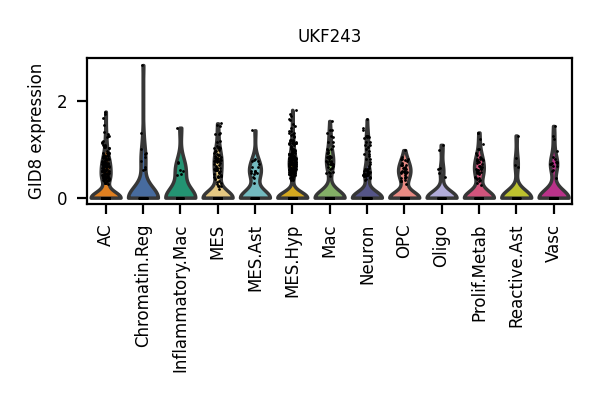 UKF243
GID8 expression
2
0
AC
Chromatin.Reg
Inflammatory.Mac
MES
MES.Ast
MES.Hyp
Mac
Neuron
OPC
Oligo
Prolif.Metab
Reactive.Ast
Vasc